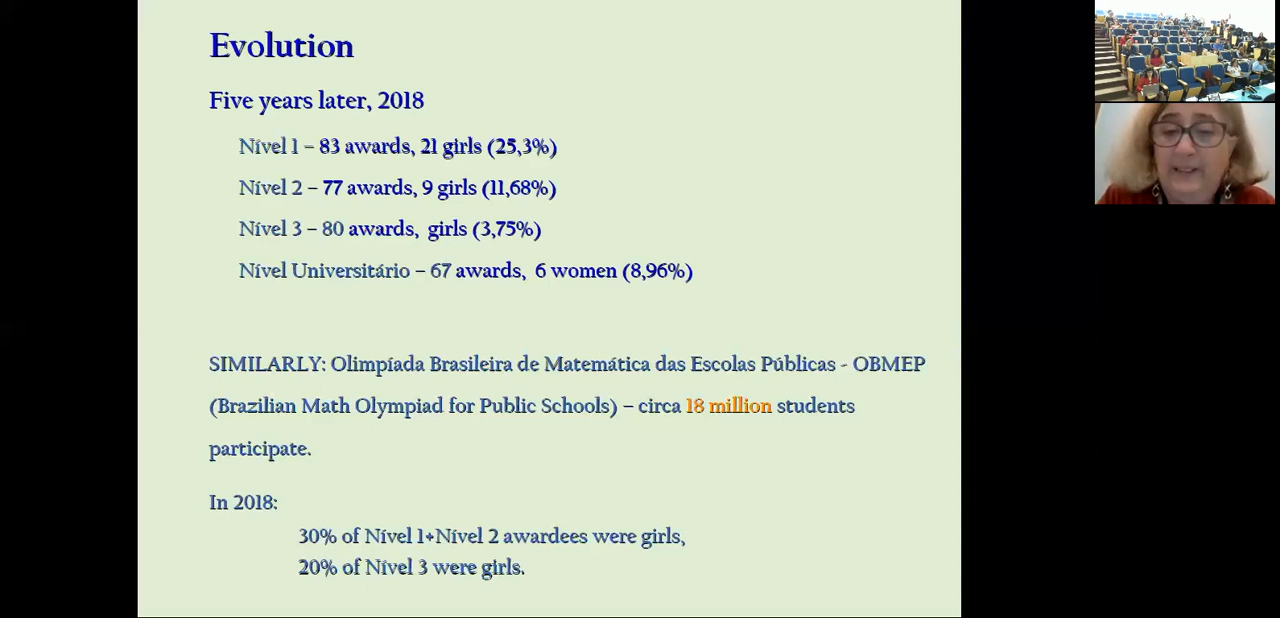 Evolution
Five years later, 2018
Nível 1 – 83 awards, 21 girls (25,3%)
Nível 2 – 77 awards, 9 girls (11,68%)
Nível 3 – 80 awards, girls (3,75%)
Nível Universitário – 67 awards, 6 women (8,96%)
SIMILARLY: Olimpíada Brasileira de Matemática das Escolas Públicas - OBMEP
(Brazilian Math Olympiad for Public Schools) – circa 18 million students
participate.
In 2018:
30% of Nível 1+Nível 2 awardees were girls,
20% of Nível 3 were girls.